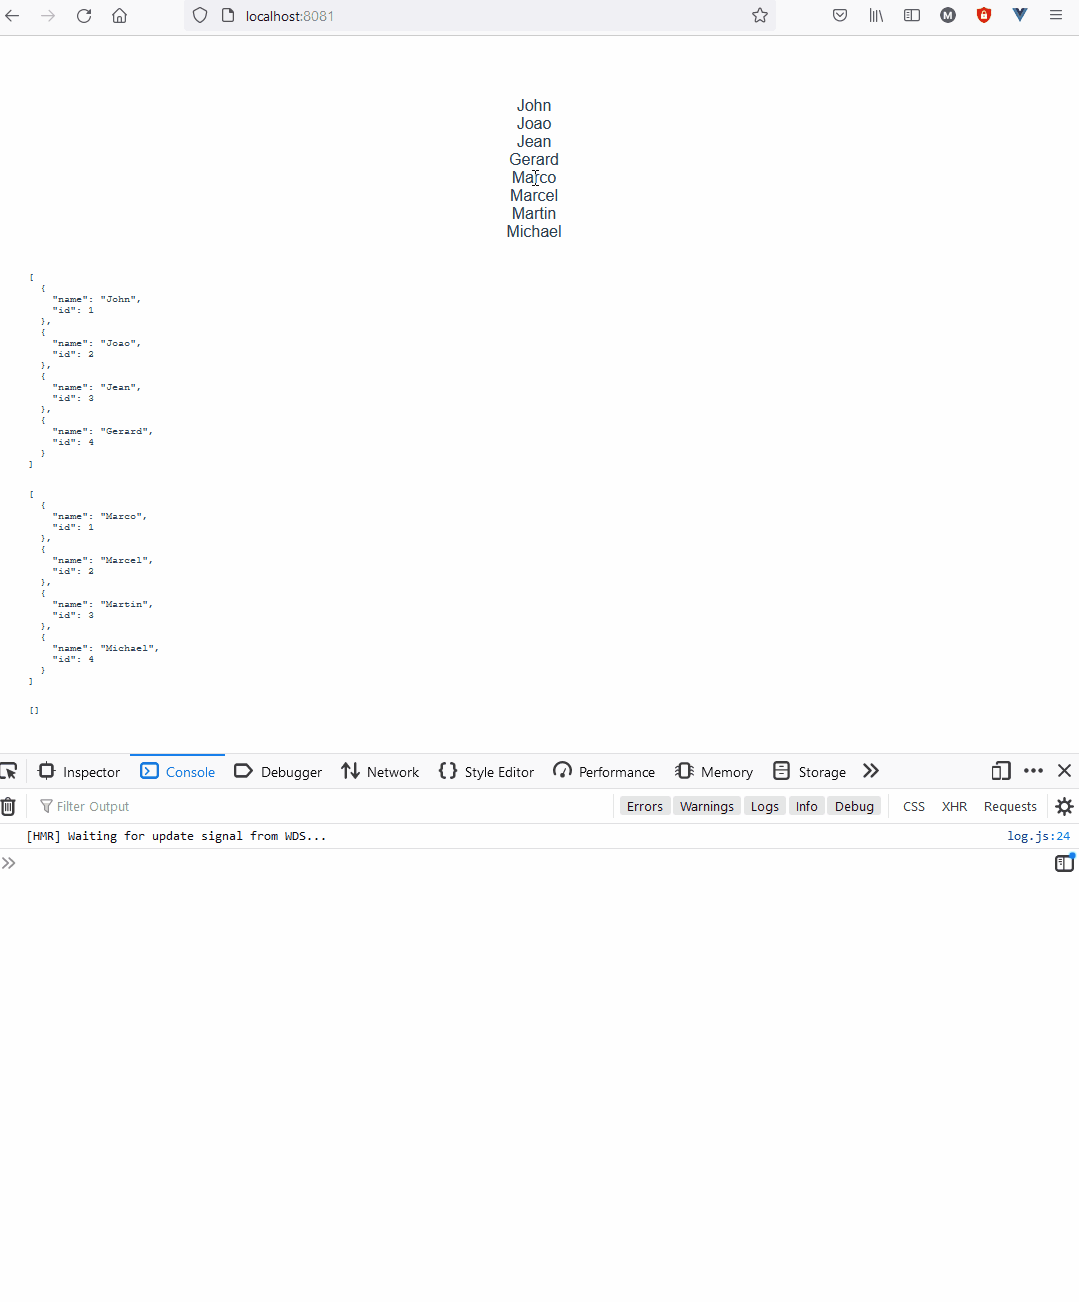 localhost:8081
M
John
Joao
Jean
Gerard
Marco
Marcel
Martin
Michael
[
{
"name": "John",
"id": 1
},
{
"name": "Joao",
"id": 2
},
{
"name": "Jean",
"id": 3
},
{
"name": "Gerard",
"id": 4
}
]
[
{
"name": "Marco",
"id": 1
},
{
"name": "Marcel",
"id": 2
},
{
"name": "Martin",
"id": 3
},
{
"name": "Michael",
"id": 4
}
]
[]
Inspector Console Debugger Network Style Editor Performance Memory Storage
Filter Output Errors Warnings Logs Info Debug CSS XHR Requests
[HMR] Waiting for update signal from WDS... log.js:24